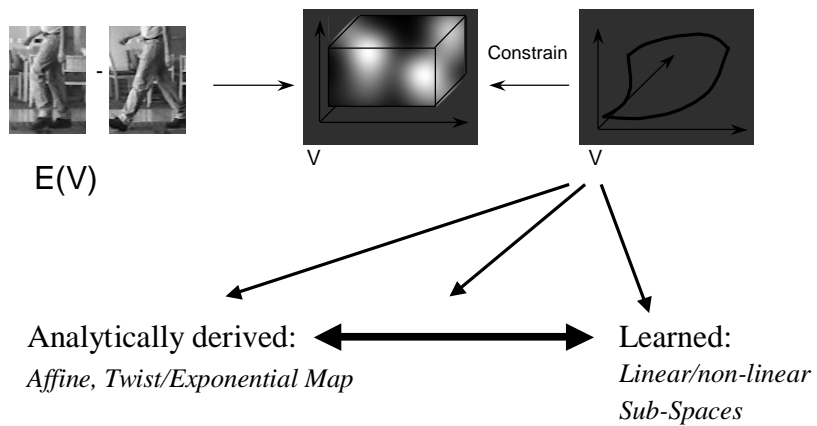 -
Constrain
V
V
E(V)
Analytically derived:
Affine, Twist/Exponential Map
Learned:
Linear/non-linear
Sub-Spaces